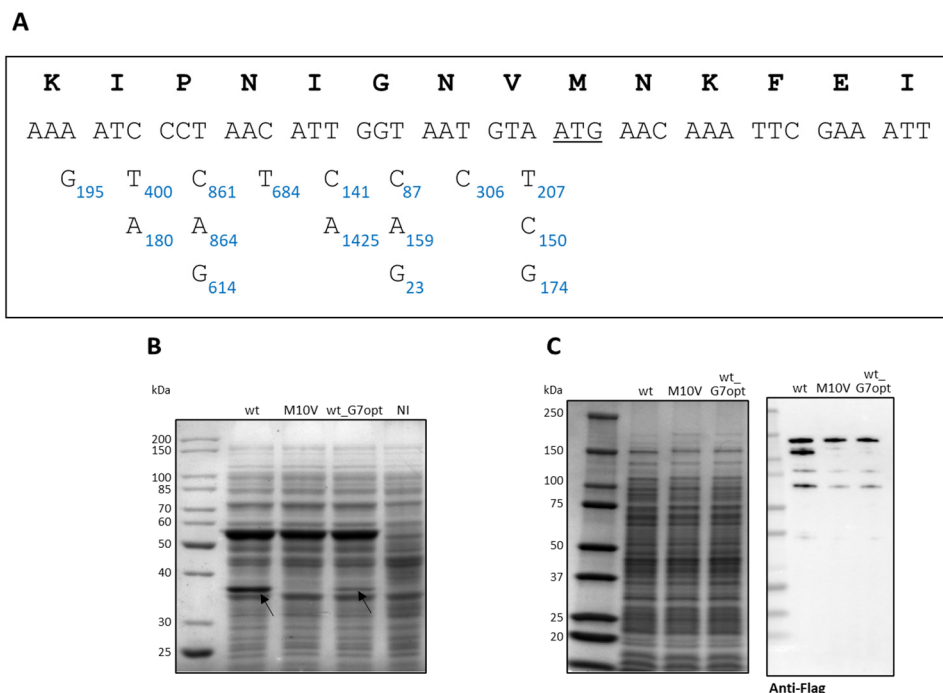 A
K I P N I G N V M N K F E I
AAA ATC CCT AAC ATT GGT AAT GTA ATG AAC AAA TTC GAA ATT
G195 T400 C861 T684 C141 C87 C306 T207
A180 A864 A1425 A159 C150
G614 G23 G174
B
kDa
wt M10V wt_G7opt NI
200
150
100
85
70
60
50
40
30
25
C
kDa
wt M10V wt_G7opt
250
150
100
75
50
37
25
20
wt M10V wt_G7opt
Anti-Flag